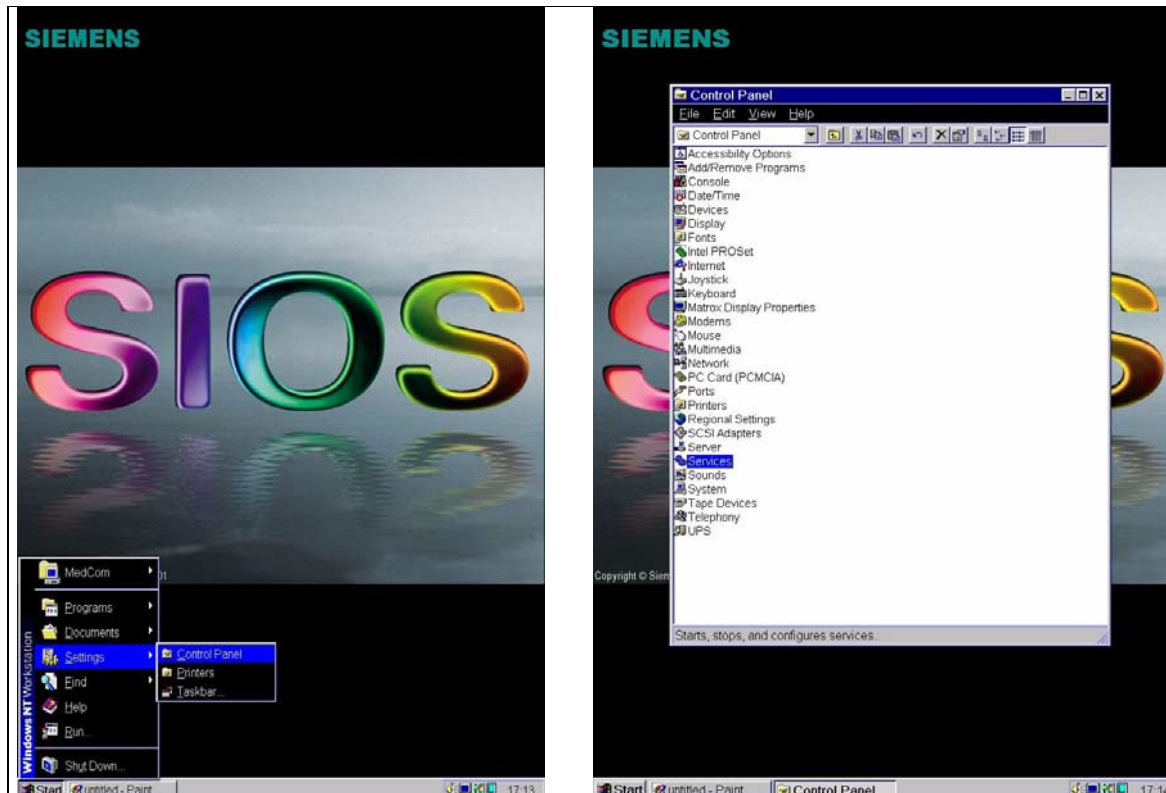 SIEMENS
SIOS
01
MedCom
Programs
Documents
Settings
Find
Help
Run...
Shut Down...
Windows NT Workstation
Control Panel
Printers
Taskbar...
Start
untitled - Paint
17:13
SIEMENS
Control Panel
File Edit View Help
Control Panel
Accessibility Options
Add/Remove Programs
Console
Date/Time
Devices
Display
Fonts
Intel PROSet
Internet
Joystick
Keyboard
Matrox Display Properties
Modems
Mouse
Multimedia
Network
PC Card (PCMCIA)
Ports
Printers
Regional Settings
SCSI Adapters
Server
Services
Sounds
System
Tape Devices
Telephony
UPS
Copyright © Siem
Starts, stops, and configures services.
Start
untitled - Paint
Control Panel